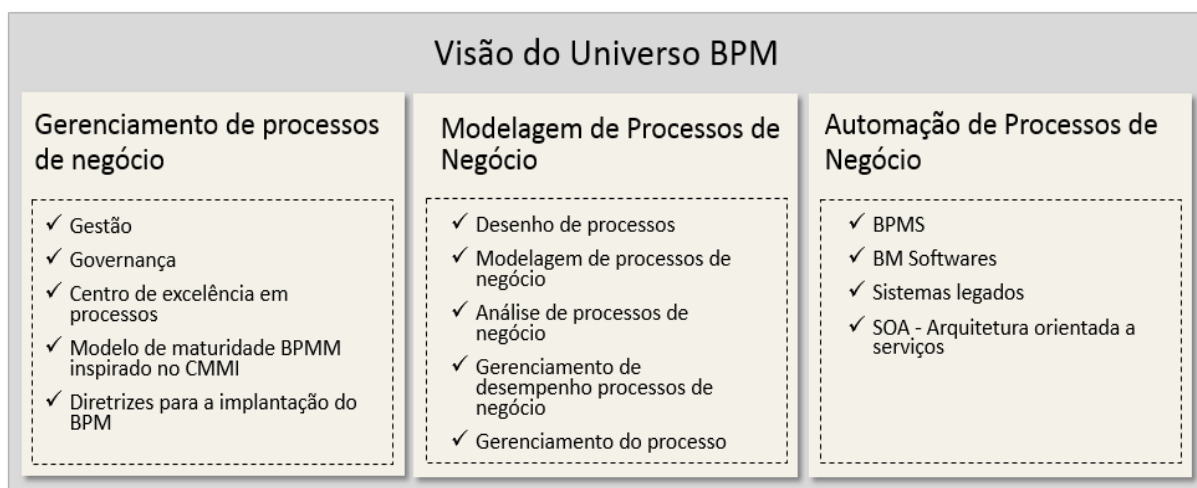 Visão do Universo BPM
Gerenciamento de processos
de negócio
✓ Gestão
✓ Governança
✓ Centro de excelência em
processos
✓ Modelo de maturidade BPMM
inspirado no CMMI
✓ Diretrizes para a implantação do
BPM
Modelagem de Processos de
Negócio
✓ Desenho de processos
✓ Modelagem de processos de
negócio
✓ Análise de processos de
negócio
✓ Gerenciamento de
desempenho processos de
negócio
✓ Gerenciamento do processo
Automação de Processos de
Negócio
✓ BPMS
✓ BM Softwares
✓ Sistemas legados
✓ SOA - Arquitetura orientada a
serviços